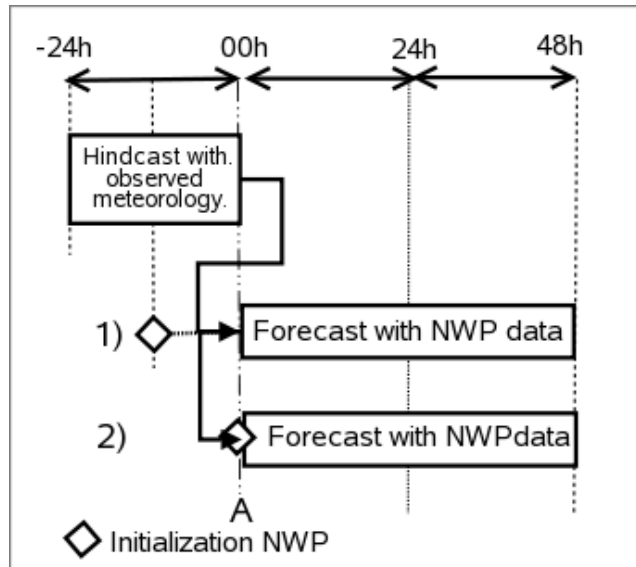 -24h 00h 24h 48h
Hindcast with.
observed
meteorology.
1) Forecast with NWP data
2) Forecast with NWPdata
A
Initialization NWP